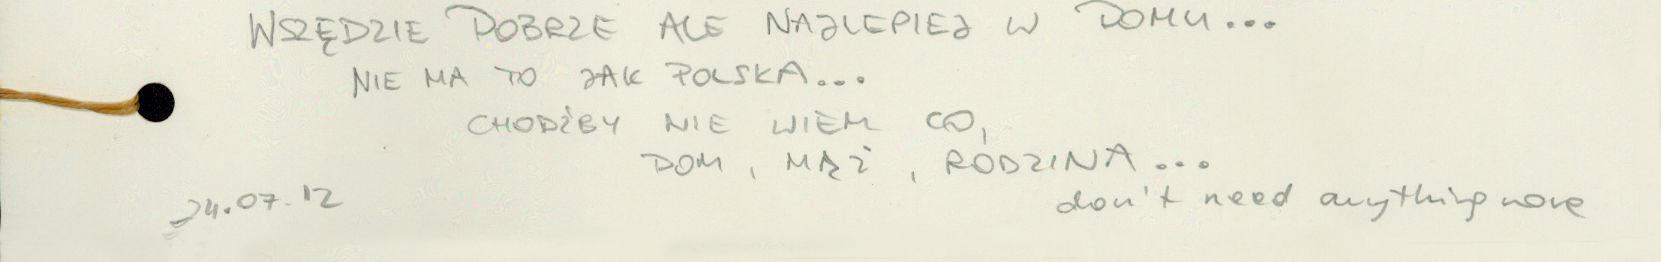 WSZĘDZIE DOBRZE ALE NAJLEPIEJ W DOMU...
NIE MA TO JAK POLSKA...
CHODŹBY NIE WIEM CO,
DOM, MĄŻ, RODZINA...
24.07.12
don't need anything more